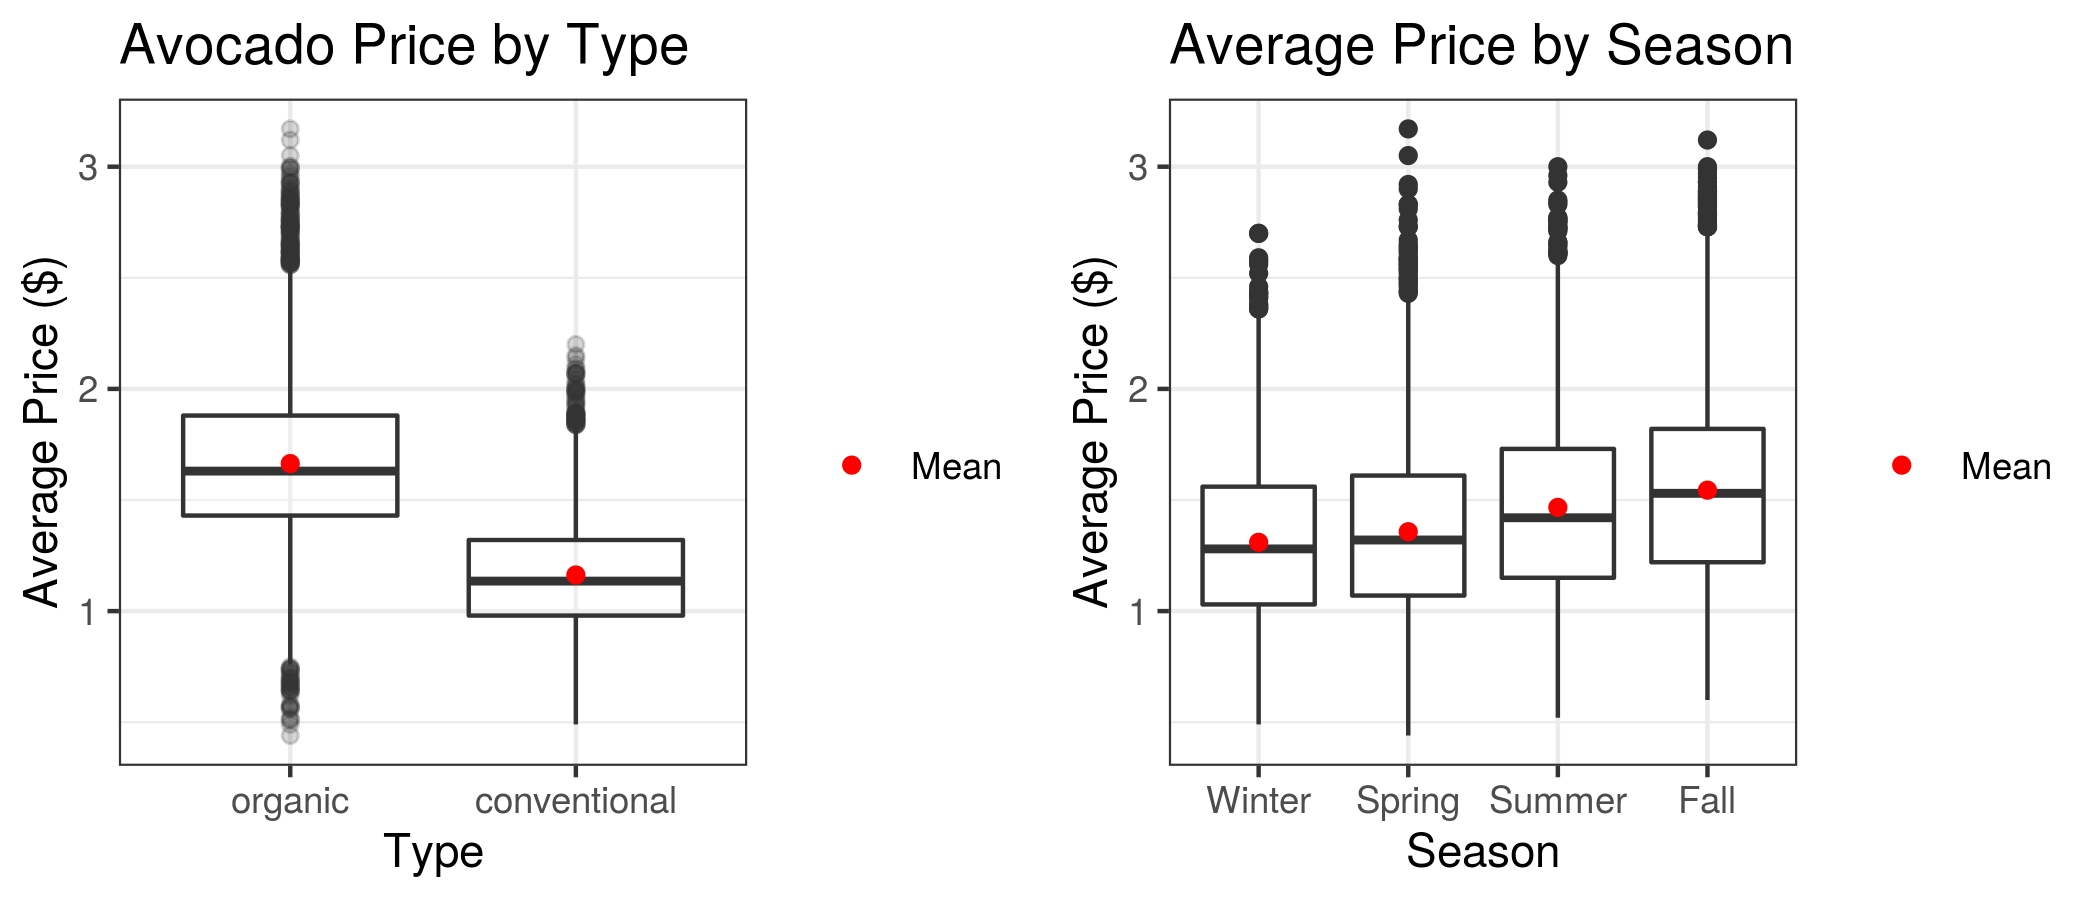 Avocado Price by Type
Average Price ($)
3
2
1
organic conventional
Type
Mean
Average Price by Season
Average Price ($)
3
2
1
Winter Spring Summer Fall
Season
Mean